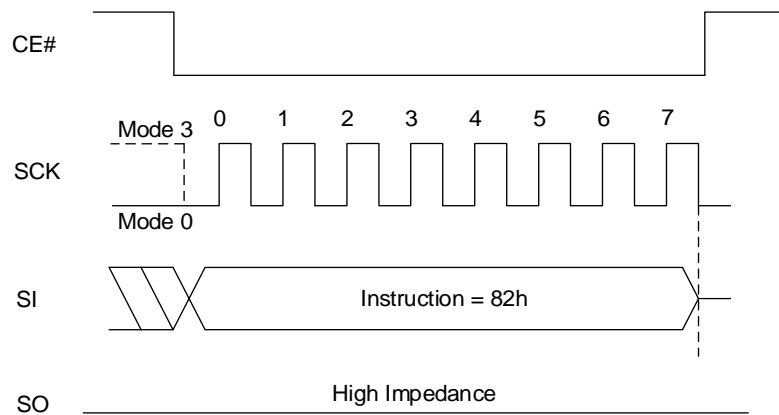 CE#
Mode 3
0 1 2 3 4 5 6 7
SCK
Mode 0
SI
Instruction = 82h
High Impedance
SO